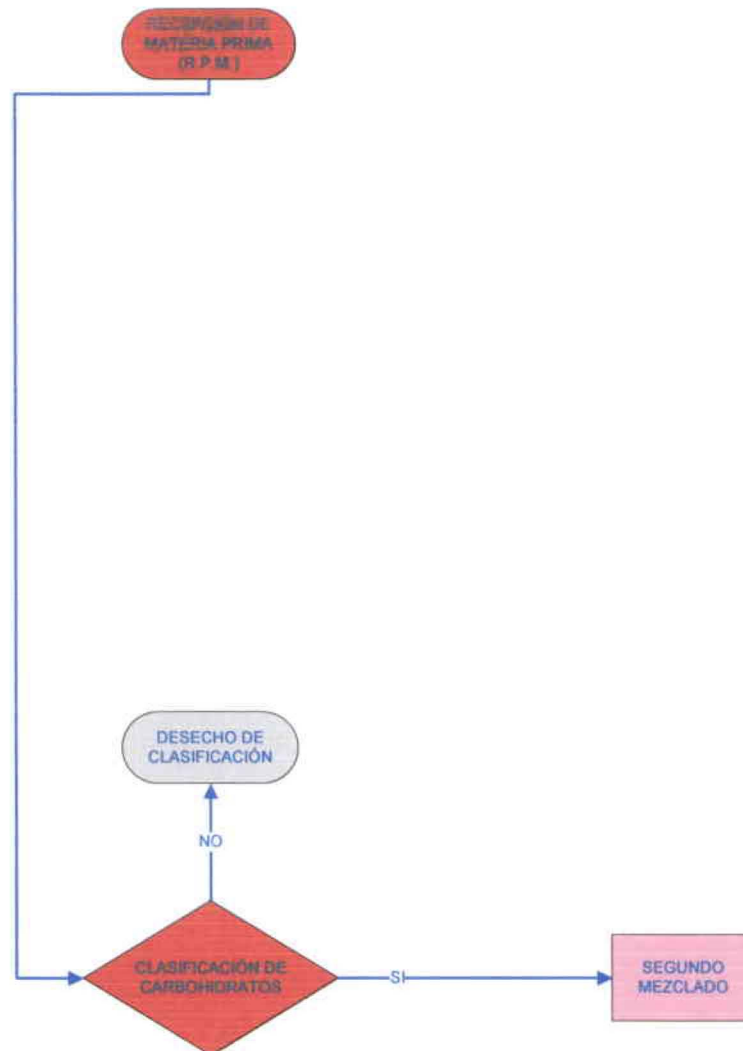 RECEPCIÓN DE
MATERIA PRIMA
(R.P.M.)
DESECHO DE
CLASIFICACIÓN
NO
CLASIFICACIÓN DE
CARBOHIDRATOS
SI
SEGUNDO
MEZCLADO